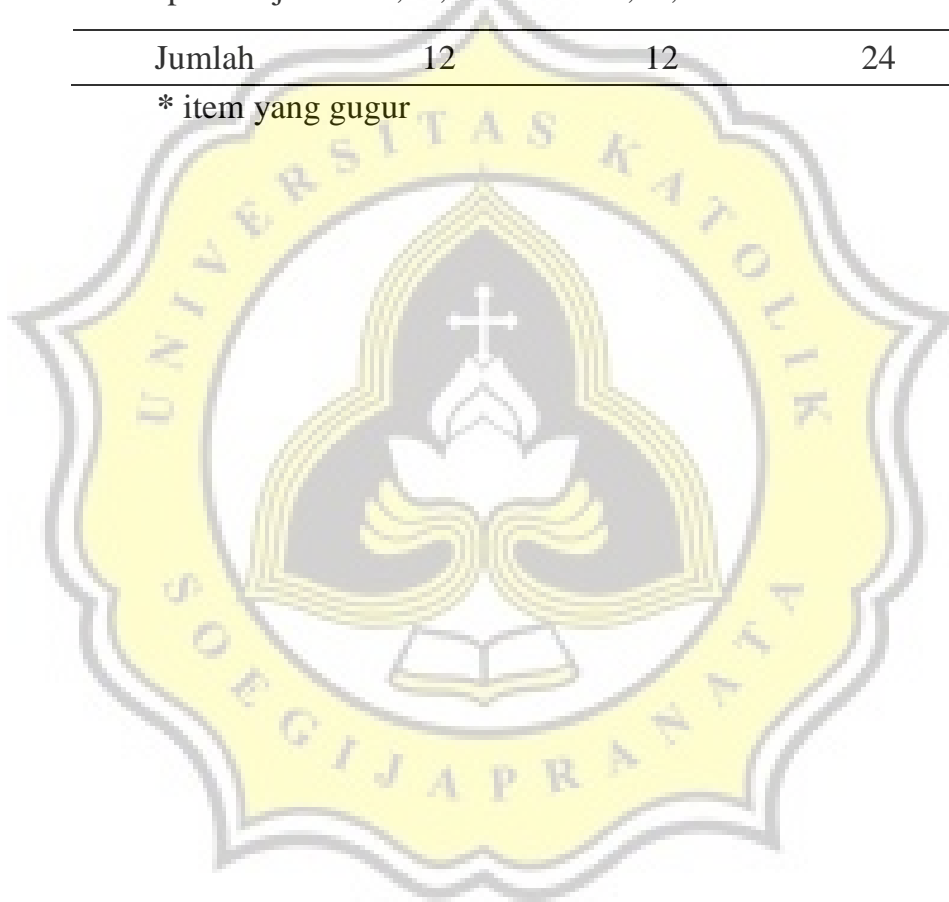 Jumlah 12 12 24
* item yang gugur
UNIVERSITAS KATOLIK
SOEGIJAPRANATA